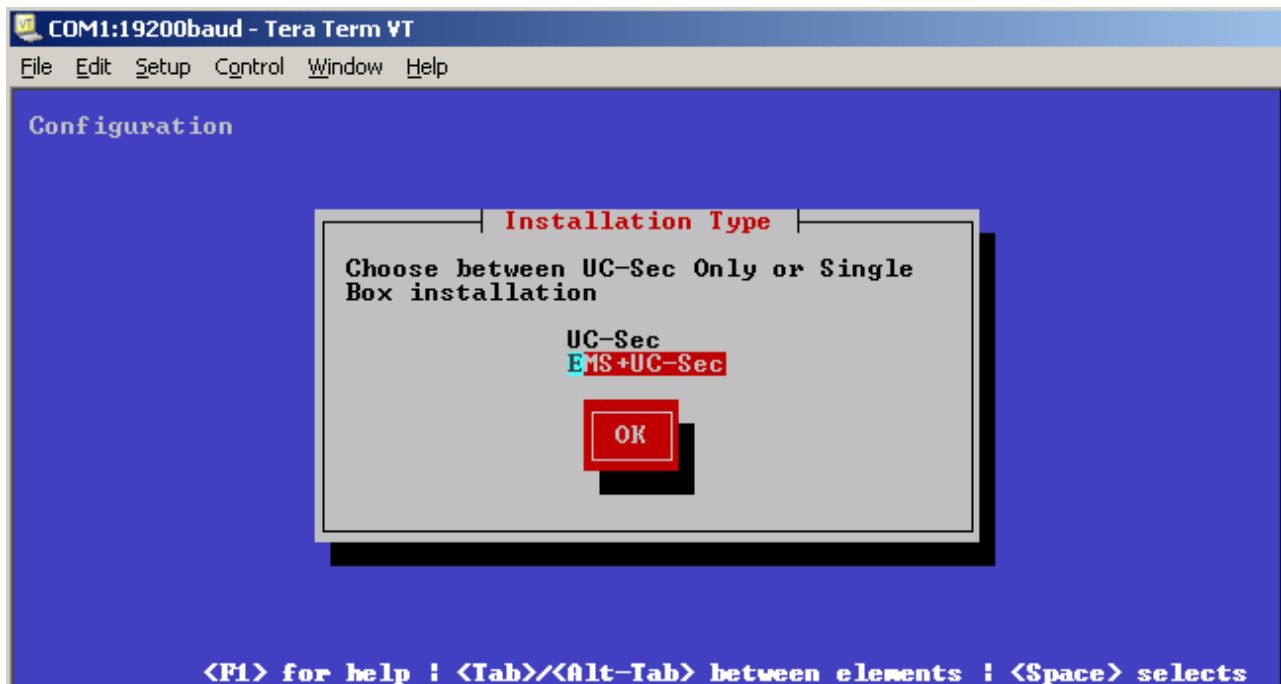 COM1:19200baud - Tera Term VT
File Edit Setup Control Window Help
Configuration
Installation Type
Choose between UC-Sec Only or Single
Box installation
UC-Sec
EMS+UC-Sec
OK
<F1> for help | <Tab>/<Alt-Tab> between elements | <Space> selects